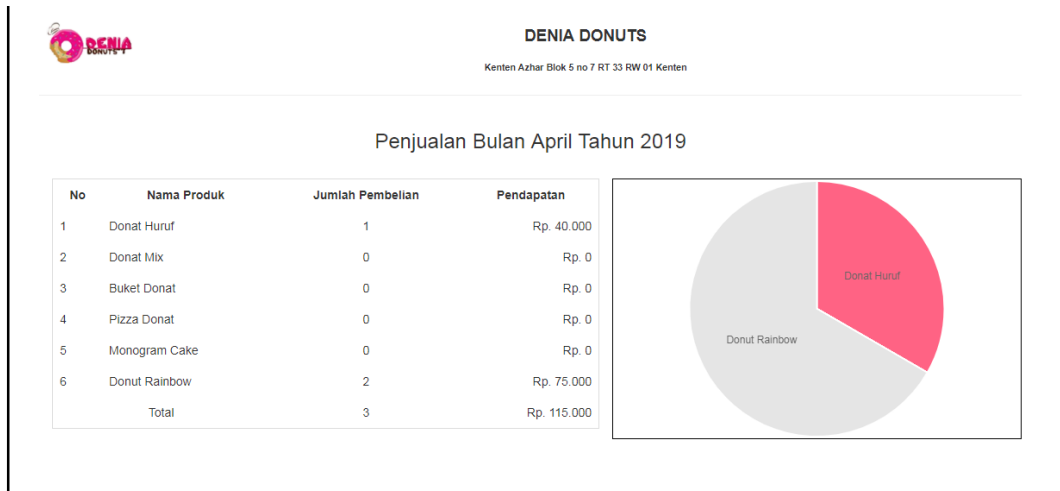 DENIA
DONUTS
DENIA DONUTS
Kenten Azhar Blok 5 no 7 RT 33 RW 01 Kenten
Penjualan Bulan April Tahun 2019
No Nama Produk Jumlah Pembelian Pendapatan
1 Donat Huruf 1 Rp. 40.000
2 Donat Mix 0 Rp. 0
3 Buket Donat 0 Rp. 0
4 Pizza Donat 0 Rp. 0
5 Monogram Cake 0 Rp. 0
6 Donut Rainbow 2 Rp. 75.000
Total 3 Rp. 115.000
Donat Huruf
Donut Rainbow